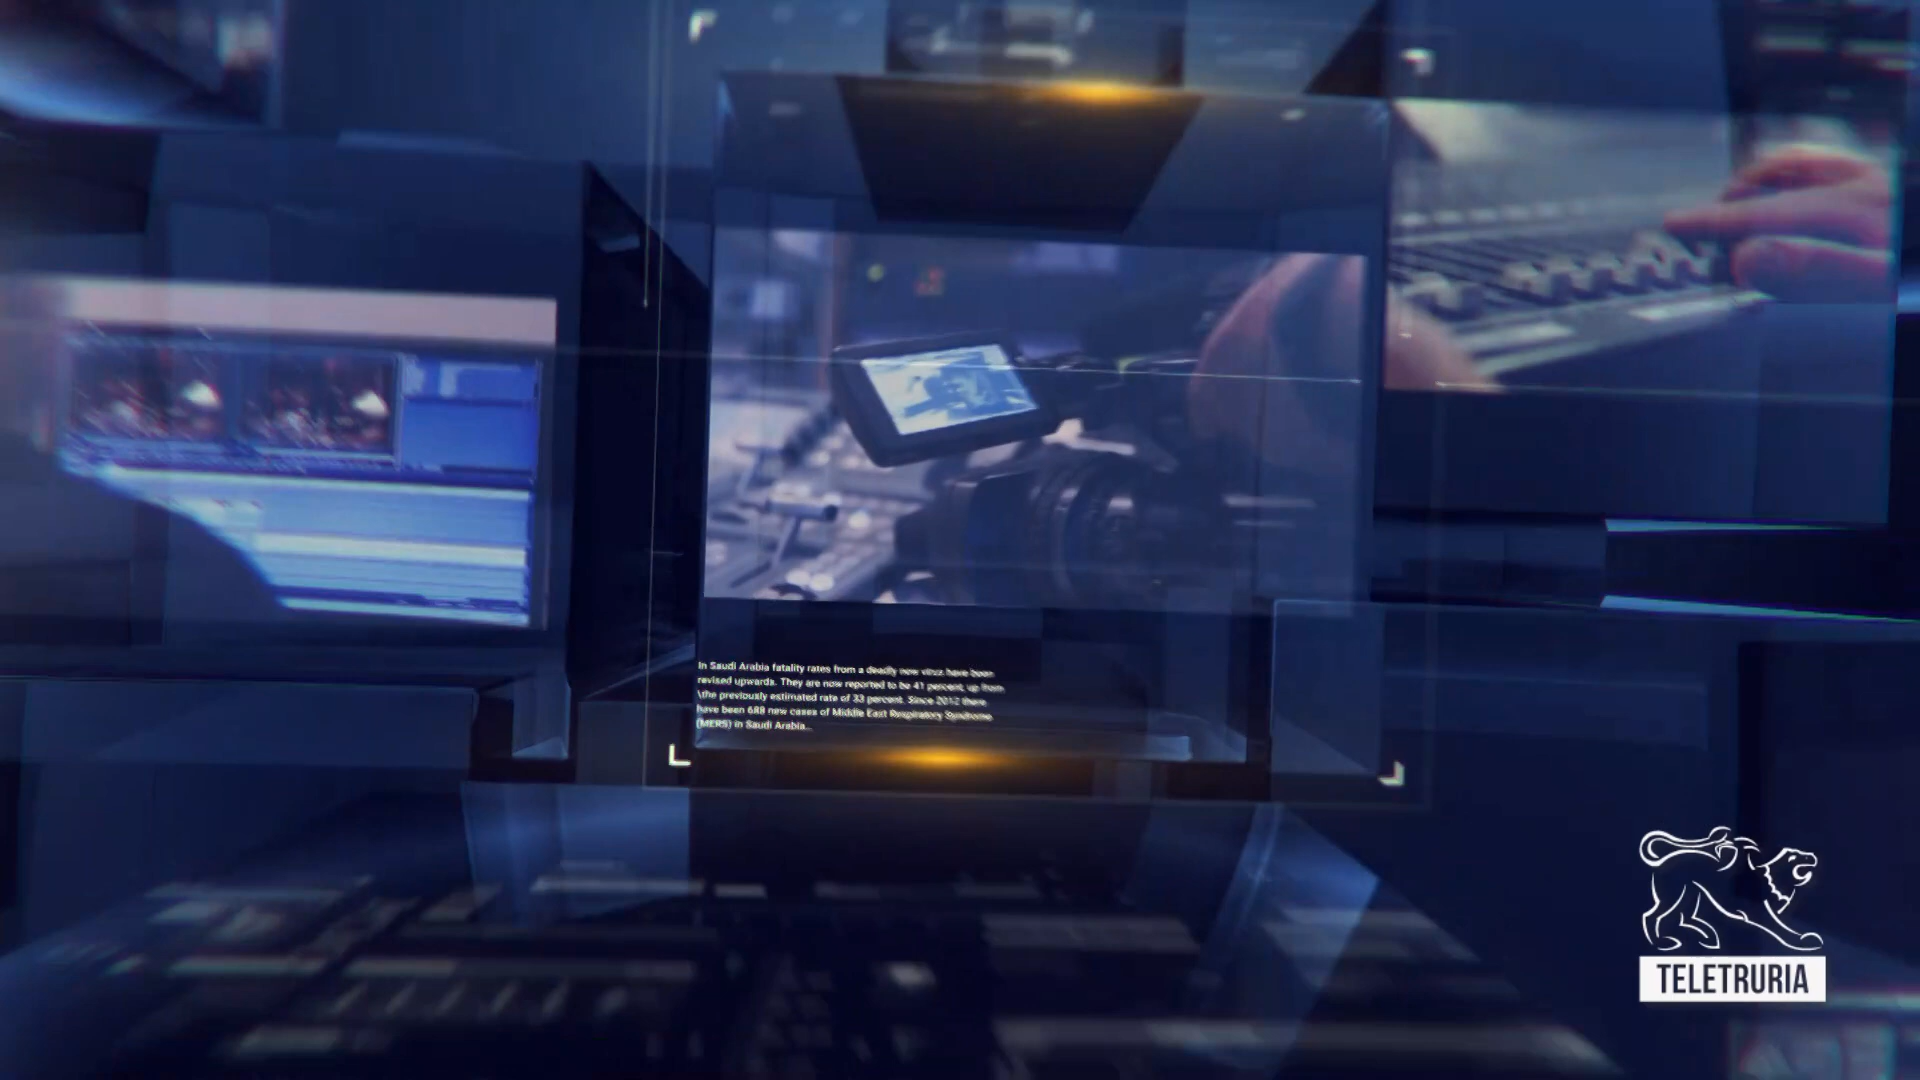 In Saudi Arabia fatality rates from a deadly new virus have been
revised upwards. They are now reported to be 41 percent, up from
\the previously estimated rate of 33 percent. Since 2012 there
have been 688 new cases of Middle East Respiratory Syndrome
(MERS) in Saudi Arabia...
TELETRURIA